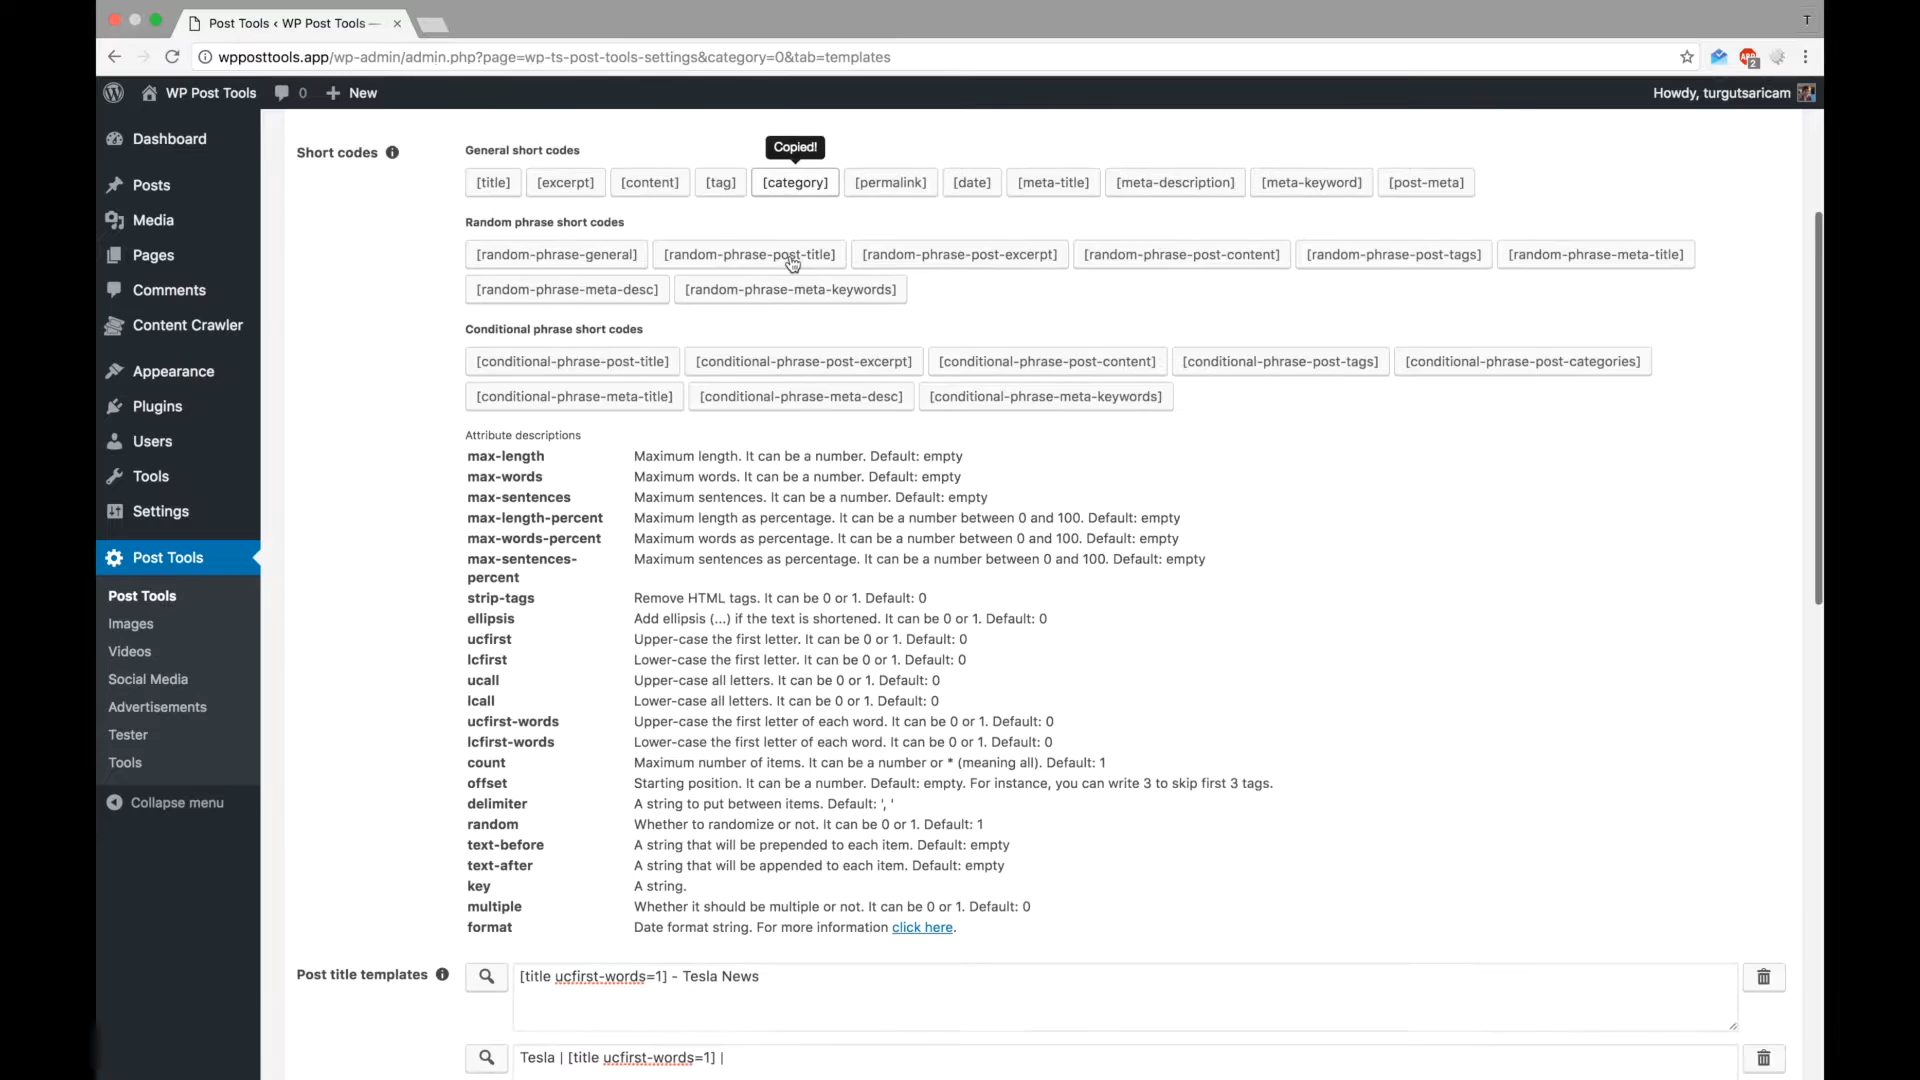 Post Tools ‹ WP Post Tools —
T
wpposttools.app/wp-admin/admin.php?page=wp-ts-post-tools-settings&category=0&tab=templates
ABP
2
WP Post Tools
0
New
Howdy, turgutsaricam
Dashboard
Posts
Media
Pages
Comments
Content Crawler
Appearance
Plugins
Users
Tools
Settings
Post Tools
Post Tools
Images
Videos
Social Media
Advertisements
Tester
Tools
Collapse menu
Short codes
General short codes
Copied!
[title] [excerpt] [content] [tag] [category] [permalink] [date] [meta-title] [meta-description] [meta-keyword] [post-meta]
Random phrase short codes
[random-phrase-general] [random-phrase-post-title] [random-phrase-post-excerpt] [random-phrase-post-content] [random-phrase-post-tags] [random-phrase-meta-title]
[random-phrase-meta-desc] [random-phrase-meta-keywords]
Conditional phrase short codes
[conditional-phrase-post-title] [conditional-phrase-post-excerpt] [conditional-phrase-post-content] [conditional-phrase-post-tags] [conditional-phrase-post-categories]
[conditional-phrase-meta-title] [conditional-phrase-meta-desc] [conditional-phrase-meta-keywords]
Attribute descriptions
max-length Maximum length. It can be a number. Default: empty
max-words Maximum words. It can be a number. Default: empty
max-sentences Maximum sentences. It can be a number. Default: empty
max-length-percent Maximum length as percentage. It can be a number between 0 and 100. Default: empty
max-words-percent Maximum words as percentage. It can be a number between 0 and 100. Default: empty
max-sentences- Maximum sentences as percentage. It can be a number between 0 and 100. Default: empty
percent
strip-tags Remove HTML tags. It can be 0 or 1. Default: 0
ellipsis Add ellipsis (...) if the text is shortened. It can be 0 or 1. Default: 0
ucfirst Upper-case the first letter. It can be 0 or 1. Default: 0
lcfirst Lower-case the first letter. It can be 0 or 1. Default: 0
ucall Upper-case all letters. It can be 0 or 1. Default: 0
lcall Lower-case all letters. It can be 0 or 1. Default: 0
ucfirst-words Upper-case the first letter of each word. It can be 0 or 1. Default: 0
lcfirst-words Lower-case the first letter of each word. It can be 0 or 1. Default: 0
count Maximum number of items. It can be a number or * (meaning all). Default: 1
offset Starting position. It can be a number. Default: empty. For instance, you can write 3 to skip first 3 tags.
delimiter A string to put between items. Default: ', '
random Whether to randomize or not. It can be 0 or 1. Default: 1
text-before A string that will be prepended to each item. Default: empty
text-after A string that will be appended to each item. Default: empty
key A string.
multiple Whether it should be multiple or not. It can be 0 or 1. Default: 0
format Date format string. For more information click here.
Post title templates
[title ucfirst-words=1] - Tesla News
Tesla | [title ucfirst-words=1] |